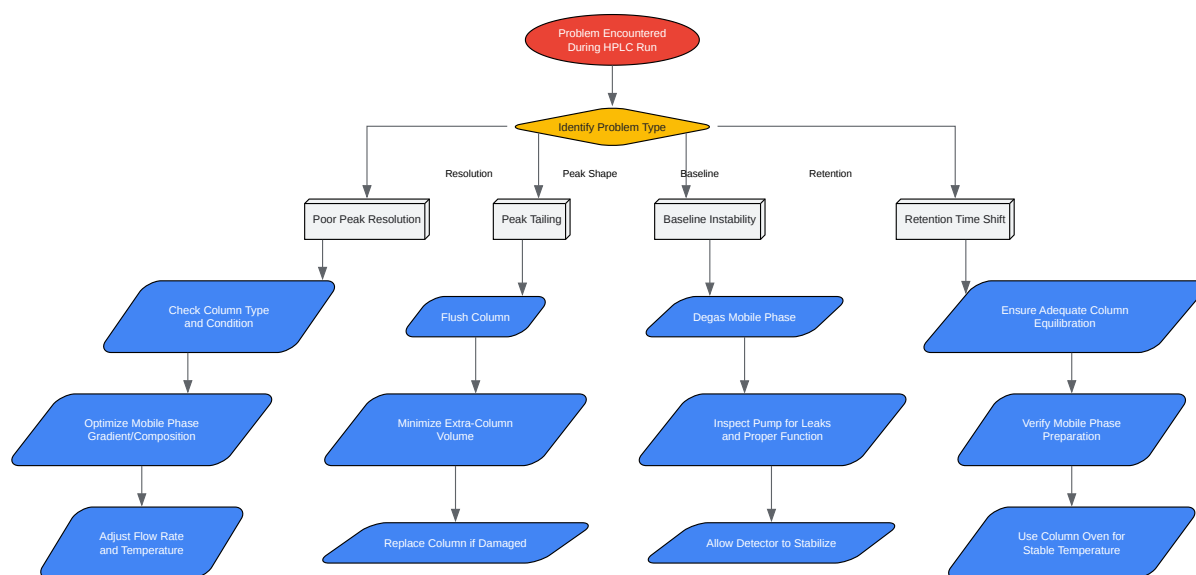 Problem Encountered
During HPLC Run
Identify Problem Type
Resolution
Peak Shape
Baseline
Retention
Poor Peak Resolution
Peak Tailing
Baseline Instability
Retention Time Shift
Check Column Type
and Condition
Flush Column
Degas Mobile Phase
Ensure Adequate Column
Equilibration
Optimize Mobile Phase
Gradient/Composition
Minimize Extra-Column
Volume
Inspect Pump for Leaks
and Proper Function
Verify Mobile Phase
Preparation
Adjust Flow Rate
and Temperature
Replace Column if Damaged
Allow Detector to Stabilize
Use Column Oven for
Stable Temperature